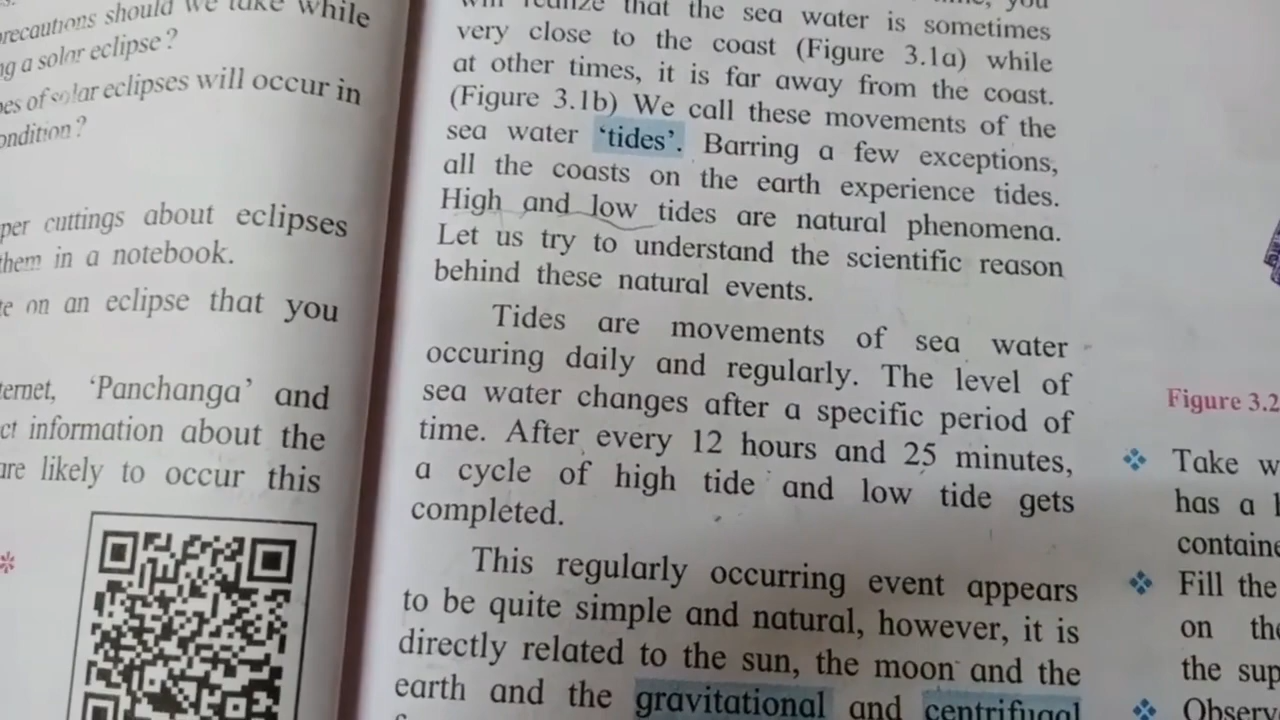 precautions should we take while
ng a solar eclipse?
pes of solar eclipses will occur in
ondition?
per cuttings about eclipses
them in a notebook.
te on an eclipse that you
ternet, ‘Panchanga’ and
ct information about the
are likely to occur this
will realize that the sea water is sometimes
very close to the coast (Figure 3.1a) while
at other times, it is far away from the coast.
(Figure 3.1b) We call these movements of the
sea water ‘tides’. Barring a few exceptions,
all the coasts on the earth experience tides.
High and low tides are natural phenomena.
Let us try to understand the scientific reason
behind these natural events.
Tides are movements of sea water
occuring daily and regularly. The level of
sea water changes after a specific period of
time. After every 12 hours and 25 minutes,
a cycle of high tide and low tide gets
completed.
This regularly occurring event appears
to be quite simple and natural, however, it is
directly related to the sun, the moon and the
earth and the gravitational and centrifugal
Figure 3.2
Take w
has a
containe
Fill the
on the
the sup
Observ